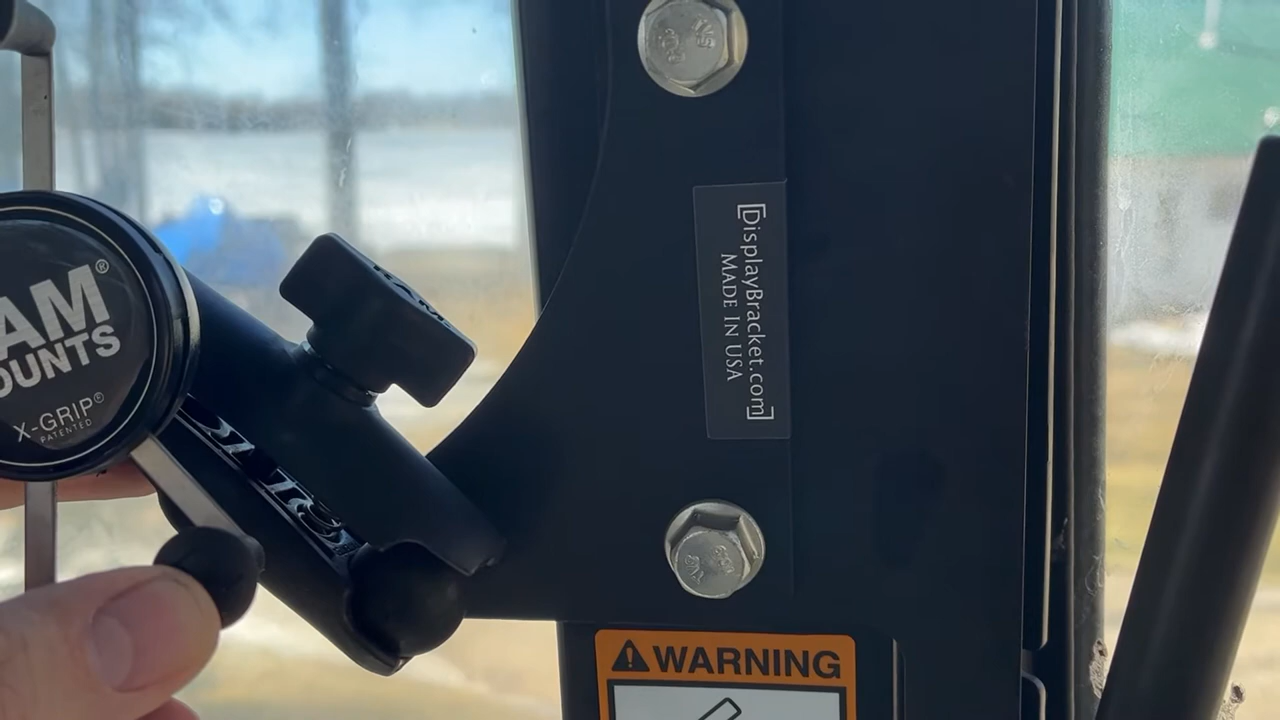 AM®
OUNTS
X-GRIP®
PATENTED
[DisplayBracket.com]
MADE IN USA
WARNING